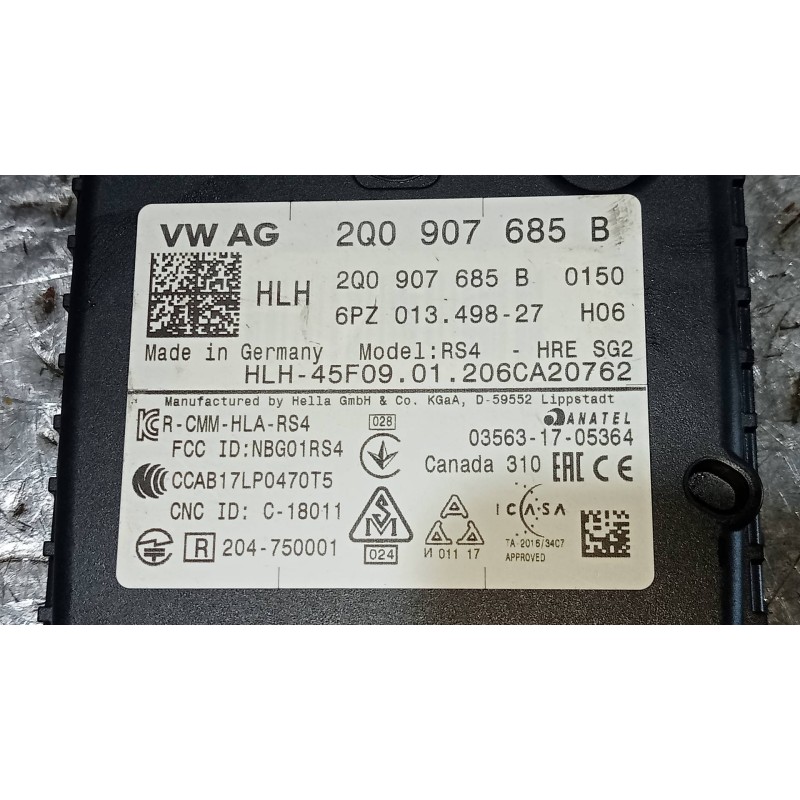 VW AG 2Q0 907 685 B
HLH 2Q0 907 685 B 0150
6PZ 013.498-27 H06
Made in Germany Model:RS4 - HRE SG2
HLH-45F09.01.206CA20762
Manufactured by Hella GmbH & Co. KGaA, D-59552 Lippstadt
R-CMM-HLA-RS4 028 ANATEL
FCC ID:NBG01RS4 03563-17-05364
CCAB17LP0470T5 Canada 310 EAC CE
CNC ID: C-18011 SM ICASA
R 204-750001 024 И 011 17 TA-2016/3407
APPROVED